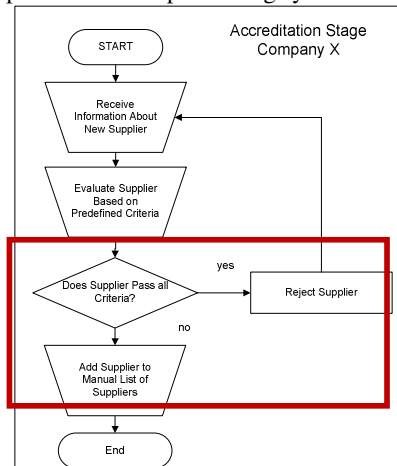 START
Accreditation Stage
Company X
Receive
Information About
New Supplier
Evaluate Supplier
Based on
Predefined Criteria
Does Supplier Pass all
Criteria?
yes
Reject Supplier
no
Add Supplier to
Manual List of
Suppliers
End